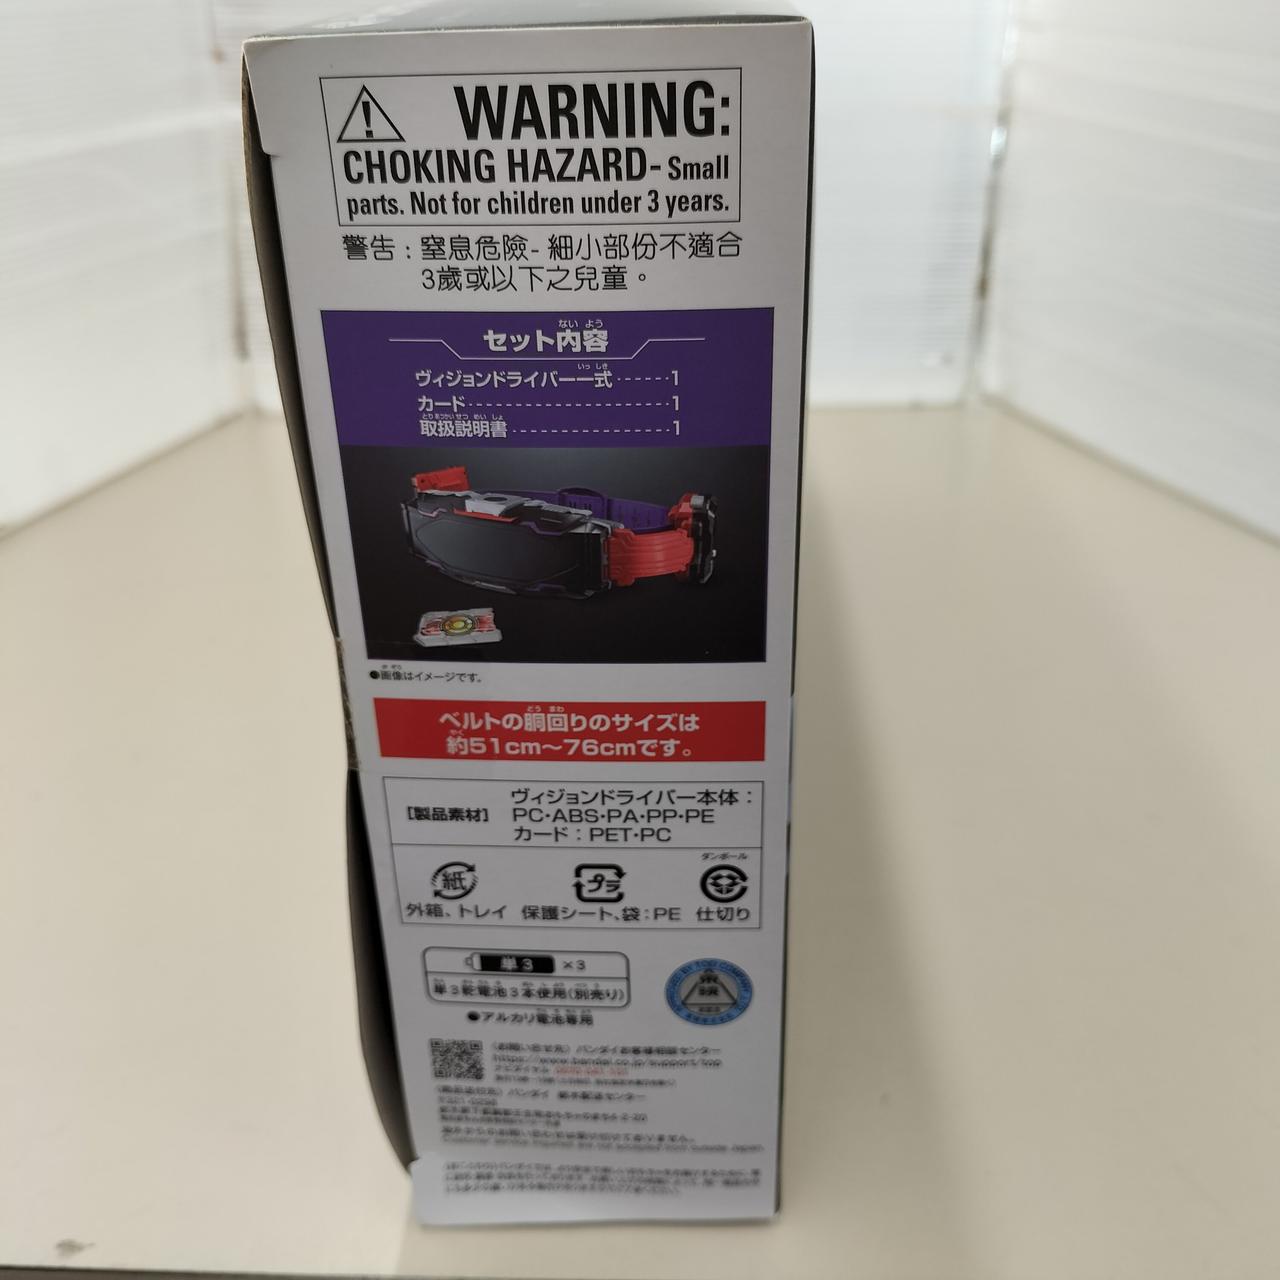 WARNING:
CHOKING HAZARD- Small
parts. Not for children under 3 years.
警告：窒息危險-細小部份不適合
3歲或以下之兒童。
セット内容
ヴィジョンドライバー一式------1
カード--------------------1
取扱説明書----------------1
●画像はイメージです。
ベルトの胴回りのサイズは
約51cm〜76cmです。
[製品素材]
ヴィジョンドライバー本体：
PC・ABS・PA・PP・PE
カード：PET・PC
紙
プラ
ダンボール
外箱、トレイ
保護シート、袋：PE
仕切り
単3 ×3
単3乾電池3本使用(別売り)
●アルカリ電池専用
バンダイお客様相談センター
https://www.bandai.co.jp/support/top